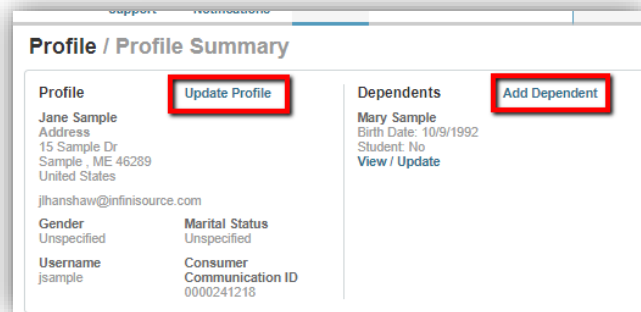 Support Notifications
Profile / Profile Summary
Profile Update Profile
Jane Sample
Address
15 Sample Dr
Sample , ME 46289
United States
jlhanshaw@infinisource.com
Gender Marital Status
Unspecified Unspecified
Username Consumer
jsample Communication ID
0000241218
Dependents Add Dependent
Mary Sample
Birth Date: 10/9/1992
Student: No
View / Update